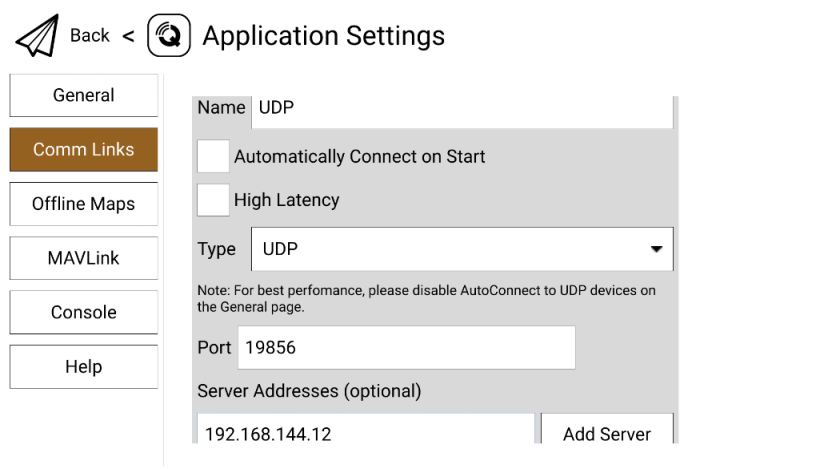 Back < Application Settings
General
Comm Links
Offline Maps
MAVLink
Console
Help
Name UDP
Automatically Connect on Start
High Latency
Type UDP
Note: For best perfomance, please disable AutoConnect to UDP devices on
the General page.
Port 19856
Server Addresses (optional)
192.168.144.12 Add Server